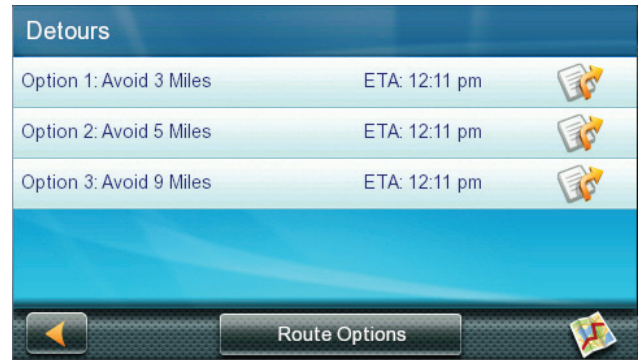 Detours
Option 1: Avoid 3 Miles ETA: 12:11 pm
Option 2: Avoid 5 Miles ETA: 12:11 pm
Option 3: Avoid 9 Miles ETA: 12:11 pm
Route Options